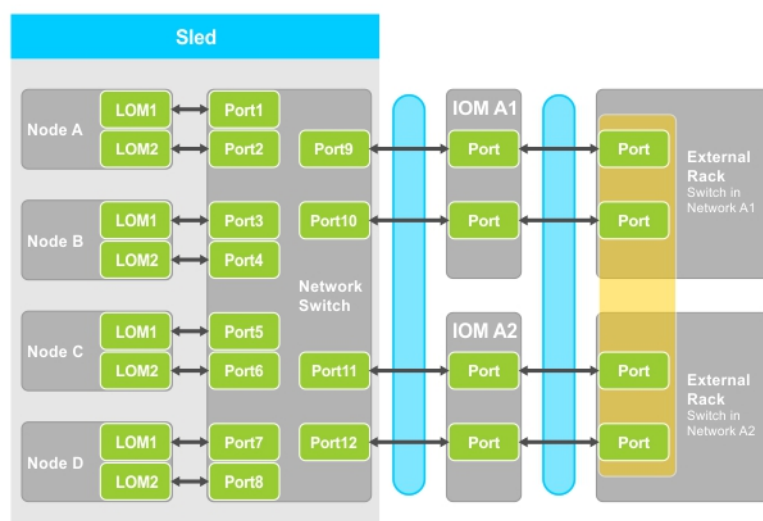 Sled
Node A
LOM1
LOM2
Port1
Port2
Node B
LOM1
LOM2
Port3
Port4
Node C
LOM1
LOM2
Port5
Port6
Node D
LOM1
LOM2
Port7
Port8
Port9
Port10
Network
Switch
Port11
Port12
IOM A1
Port
Port
IOM A2
Port
Port
Port
Port
External
Rack
Switch in
Network A1
Port
Port
External
Rack
Switch in
Network A2